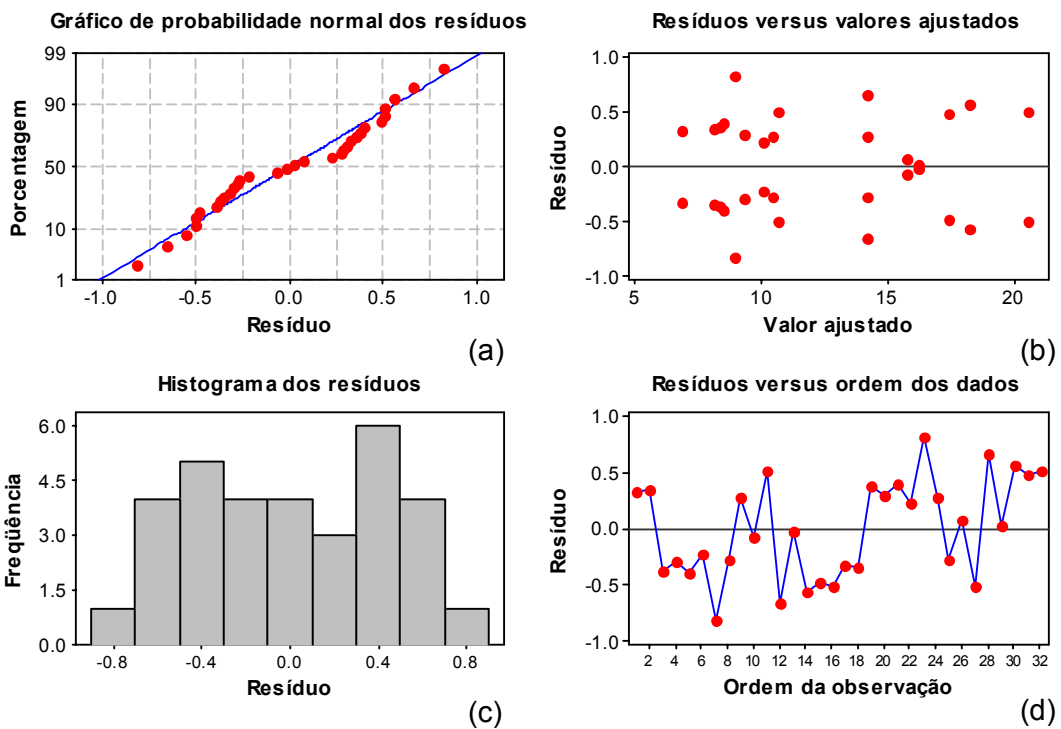 Gráfico de probabilidade normal dos resíduos
Porcentagem
99
90
50
10
1
-1.0 -0.5 0.0 0.5 1.0
Resíduo
(a)
Resíduos versus valores ajustados
Resíduo
1.0
0.5
0.0
-0.5
-1.0
5 10 15 20
Valor ajustado
(b)
Histograma dos resíduos
Freqüência
6.0
4.5
3.0
1.5
0.0
-0.8 -0.4 0.0 0.4 0.8
Resíduo
(c)
Resíduos versus ordem dos dados
Resíduo
1.0
0.5
0.0
-0.5
-1.0
2 4 6 8 10 12 14 16 18 20 22 24 26 28 30 32
Ordem da observação
(d)